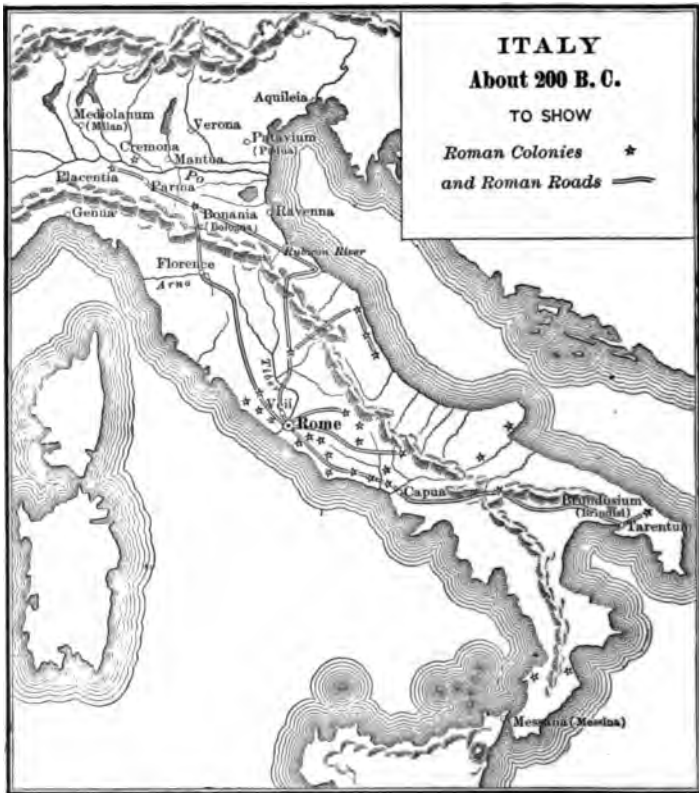 ITALY
About 200 B. C.
TO SHOW
Roman Colonies
and Roman Roads
Aquileia
Mediolanum
(Milan)
Verona
Patavium
(Padua)
Cremona
Mantua
Placentia
Po
Parma
Genua
Bonania
(Bologna)
Ravenna
Rubicon River
Florence
Arno
Tiber
Veii
Rome
Capua
Brundusium
(Brindisi)
Tarentum
Messana (Messina)